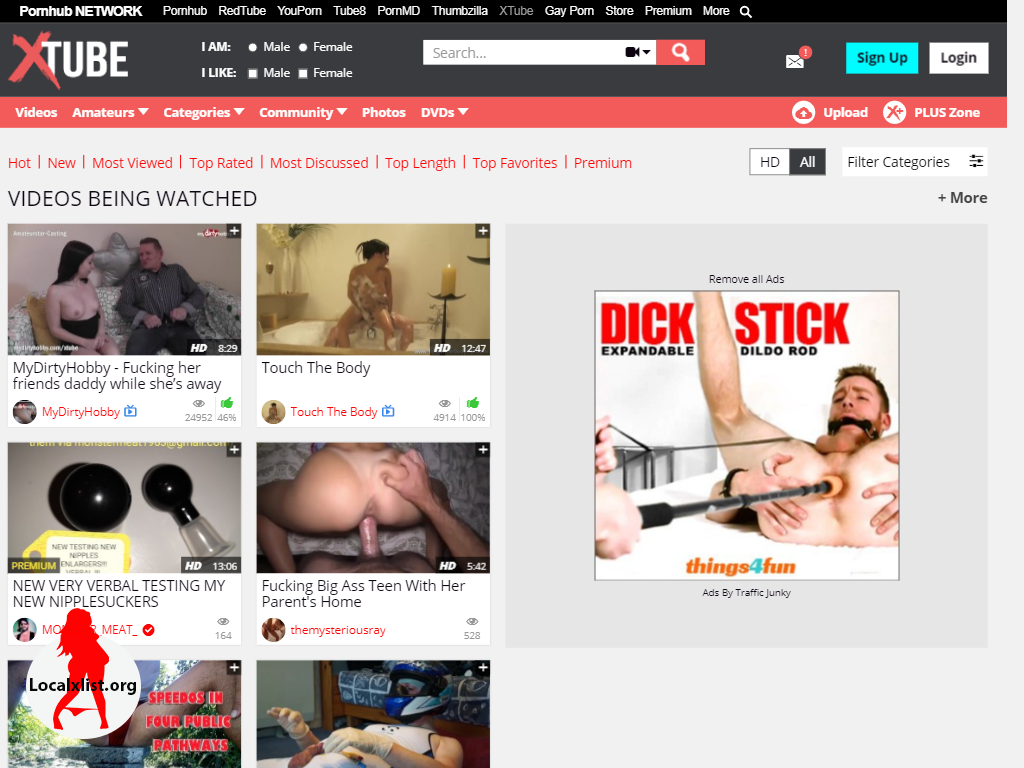 Pornhub NETWORK Pornhub RedTube YouPorn Tube8 PornMD Thumbzilla XTube Gay Porn Store Premium More
XTUBE
I AM: Male Female
I LIKE: Male Female
Search...
!
Sign Up Login
Videos Amateurs Categories Community Photos DVDs Upload X+ PLUS Zone
Hot | New | Most Viewed | Top Rated | Most Discussed | Top Length | Top Favorites | Premium
HD All Filter Categories
VIDEOS BEING WATCHED + More
Amateurstar-Casting
mydirtyhobby.com/xtube
HD 8:29
MyDirtyHobby - Fucking her
friends daddy while she's away
MyDirtyHobby 24952 46%
HD 12:47
Touch The Body
Touch The Body 4914 100%
Remove all Ads
DICK STICK
EXPANDABLE DILDO ROD
things4fun
Ads By Traffic Junky
NEW TESTING NEW
NIPPLES
ENLARGERS!!!
PREMIUM HD 13:06
NEW VERY VERBAL TESTING MY
NEW NIPPLESUCKERS
164
HD 5:42
Fucking Big Ass Teen With Her
Parent's Home
themysteriousray 528
Localxlist.org
SPEEDOS IN
FOUR PUBLIC
PATHWAYS